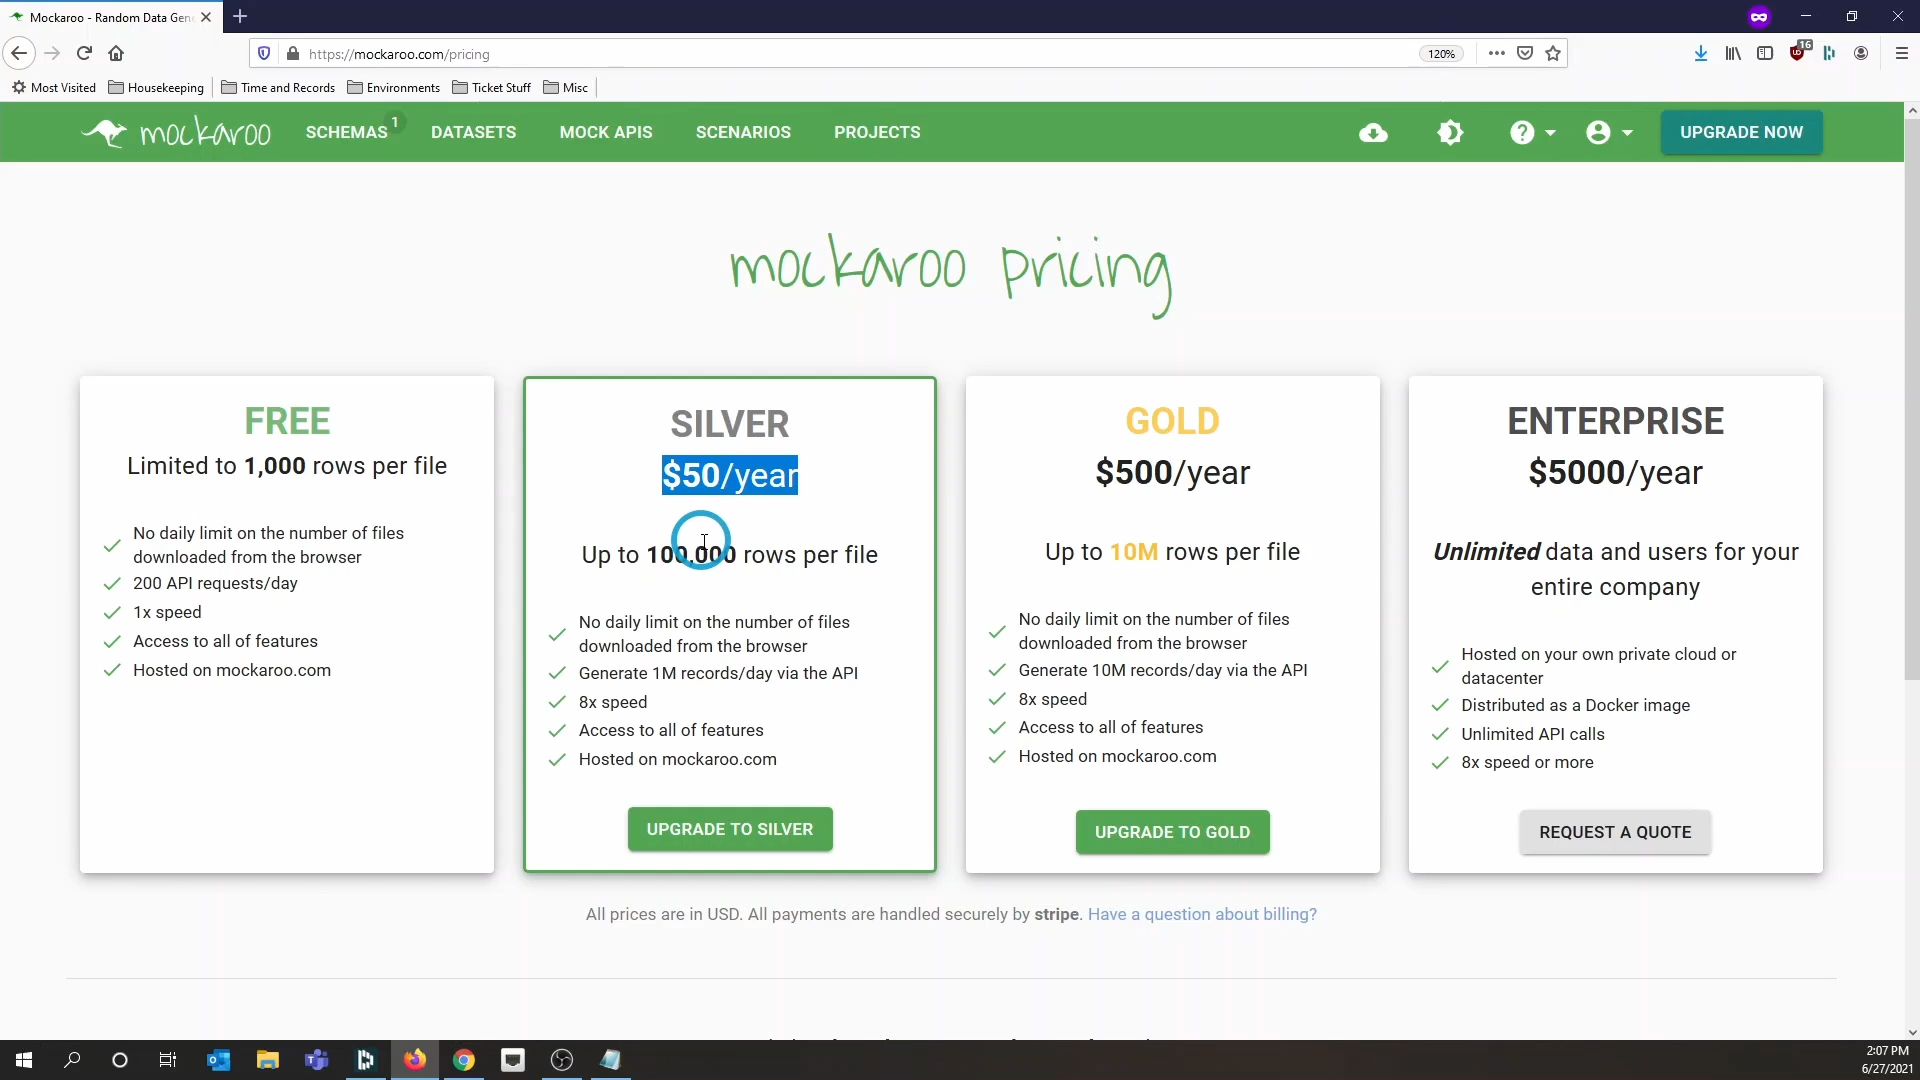 Mockaroo - Random Data Gen
https://mockaroo.com/pricing
120%
16
Most Visited
Housekeeping
Time and Records
Environments
Ticket Stuff
Misc
mockaroo
SCHEMAS
1
DATASETS
MOCK APIS
SCENARIOS
PROJECTS
UPGRADE NOW
mockaroo pricing
FREE
Limited to 1,000 rows per file
No daily limit on the number of files
downloaded from the browser
200 API requests/day
1x speed
Access to all of features
Hosted on mockaroo.com
SILVER
$50/year
Up to 100,000 rows per file
No daily limit on the number of files
downloaded from the browser
Generate 1M records/day via the API
8x speed
Access to all of features
Hosted on mockaroo.com
UPGRADE TO SILVER
GOLD
$500/year
Up to 10M rows per file
No daily limit on the number of files
downloaded from the browser
Generate 10M records/day via the API
8x speed
Access to all of features
Hosted on mockaroo.com
UPGRADE TO GOLD
ENTERPRISE
$5000/year
Unlimited data and users for your
entire company
Hosted on your own private cloud or
datacenter
Distributed as a Docker image
Unlimited API calls
8x speed or more
REQUEST A QUOTE
All prices are in USD. All payments are handled securely by stripe. Have a question about billing?
2:07 PM
6/27/2021